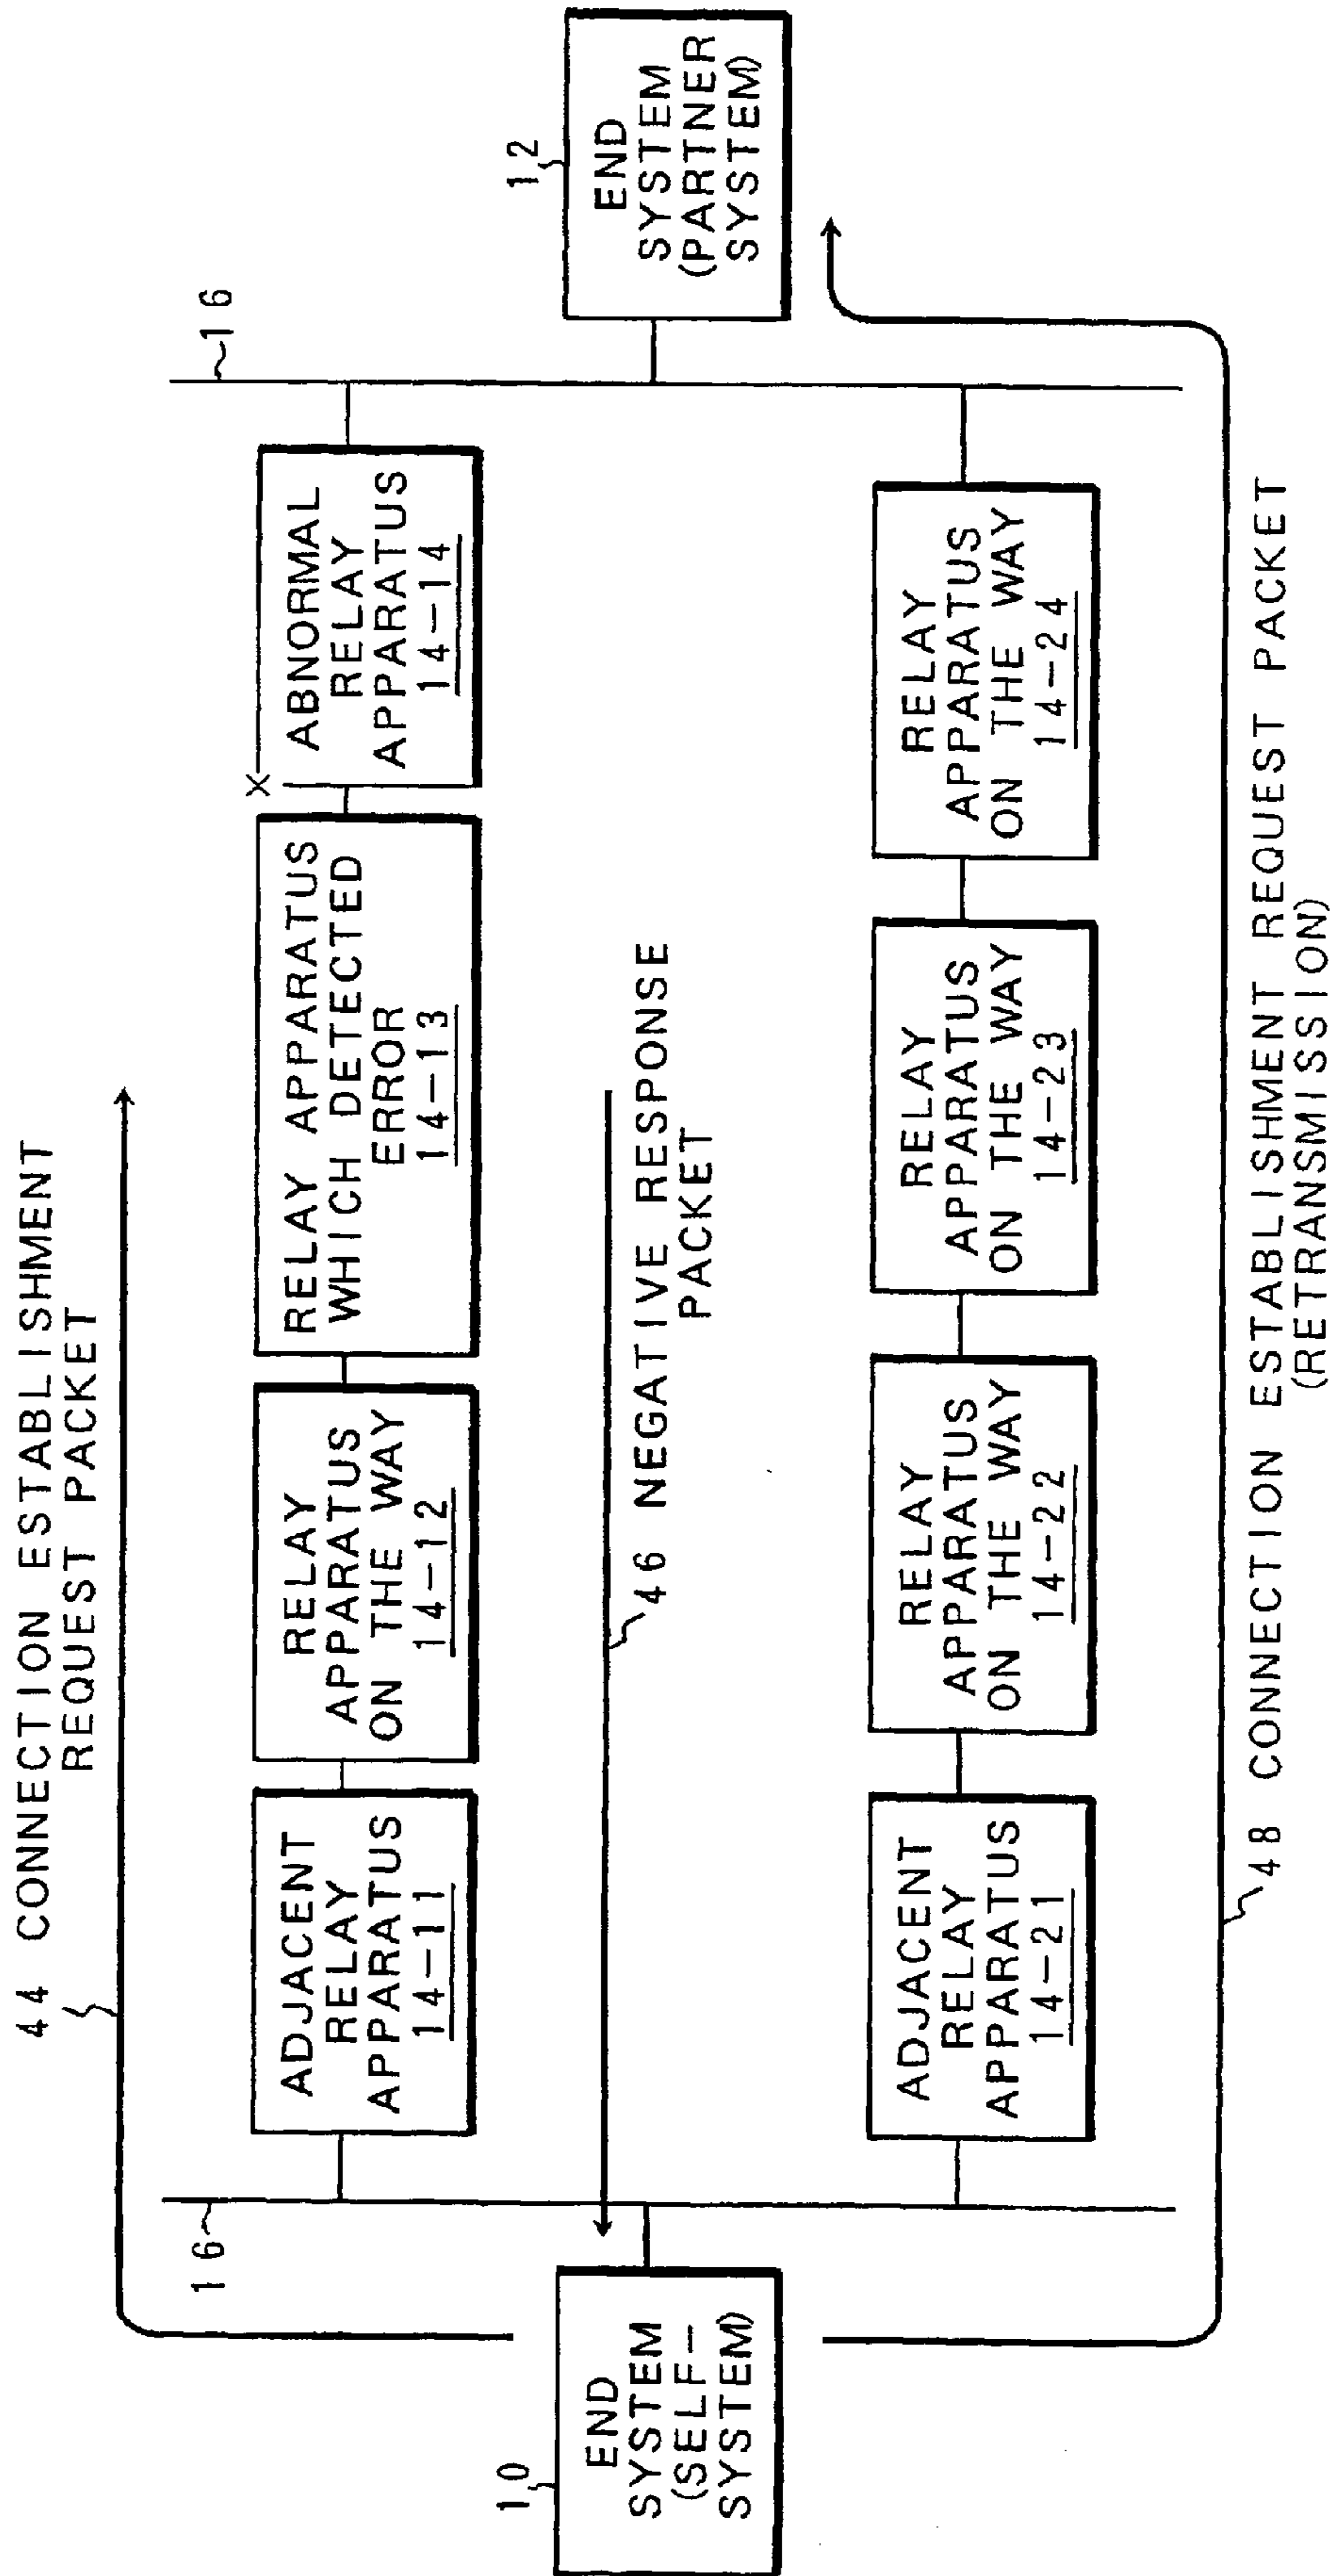 44 CONNECTION ESTABLISHMENT
REQUEST PACKET
16
16
ADJACENT
RELAY
APPARATUS
14-11
RELAY
APPARATUS
ON THE WAY
14-12
RELAY APPARATUS
WHICH DETECTED
ERROR
14-13
X
ABNORMAL
RELAY
APPARATUS
14-14
10
END
SYSTEM
(SELF-
SYSTEM)
46 NEGATIVE RESPONSE
PACKET
12
END
SYSTEM
(PARTNER
SYSTEM)
ADJACENT
RELAY
APPARATUS
14-21
RELAY
APPARATUS
ON THE WAY
14-22
RELAY
APPARATUS
ON THE WAY
14-23
RELAY
APPARATUS
ON THE WAY
14-24
48 CONNECTION ESTABLISHMENT REQUEST PACKET
(RETRANSMISSION)